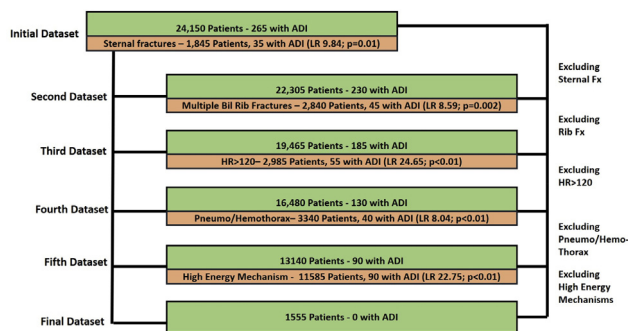 Initial Dataset
24,150 Patients - 265 with ADI
Sternal fractures – 1,845 Patients, 35 with ADI (LR 9.84; p=0.01)
Excluding
Sternal Fx
Second Dataset
22,305 Patients - 230 with ADI
Multiple Bil Rib Fractures – 2,840 Patients, 45 with ADI (LR 8.59; p=0.002)
Excluding
Rib Fx
Third Dataset
19,465 Patients - 185 with ADI
HR>120– 2,985 Patients, 55 with ADI (LR 24.65; p<0.01)
Excluding
HR>120
Fourth Dataset
16,480 Patients - 130 with ADI
Pneumo/Hemothorax– 3340 Patients, 40 with ADI (LR 8.04; p<0.01)
Excluding
Pneumo/Hemo-
Thorax
Fifth Dataset
13140 Patients - 90 with ADI
High Energy Mechanism - 11585 Patients, 90 with ADI (LR 22.75; p<0.01)
Excluding
High Energy
Mechanisms
Final Dataset
1555 Patients - 0 with ADI